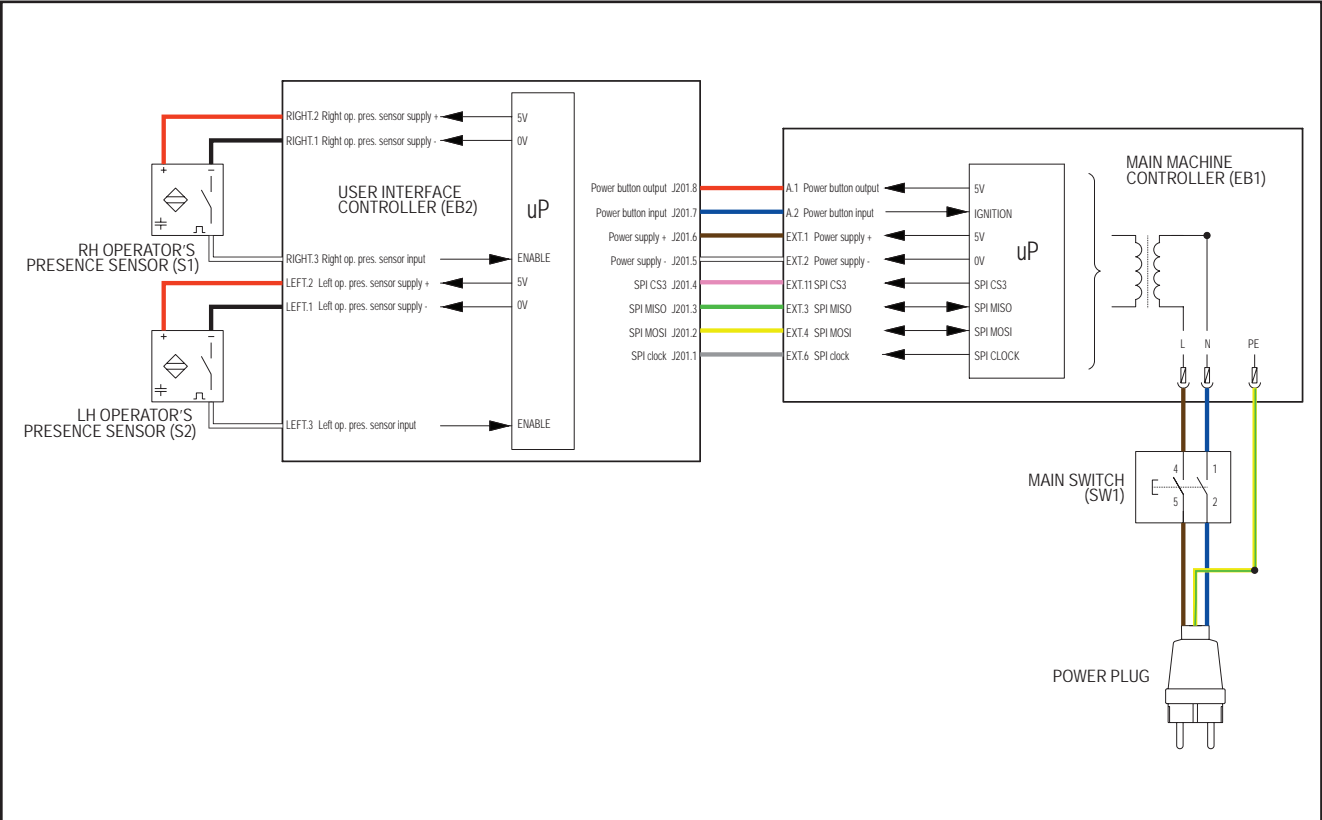 RIGHT.2 Right op. pres. sensor supply +
5V
RIGHT.1 Right op. pres. sensor supply -
0V
+ −
USER INTERFACE
CONTROLLER (EB2)
uP
RH OPERATOR'S
PRESENCE SENSOR (S1)
RIGHT.3 Right op. pres. sensor input
ENABLE
LEFT.2 Left op. pres. sensor supply +
5V
LEFT.1 Left op. pres. sensor supply -
0V
+ −
LH OPERATOR'S
PRESENCE SENSOR (S2)
LEFT.3 Left op. pres. sensor input
ENABLE
Power button output J201.8
Power button input J201.7
Power supply + J201.6
Power supply - J201.5
SPI CS3 J201.4
SPI MISO J201.3
SPI MOSI J201.2
SPI clock J201.1
MAIN MACHINE
CONTROLLER (EB1)
A.1 Power button output
5V
A.2 Power button input
IGNITION
EXT.1 Power supply +
5V
EXT.2 Power supply -
0V
EXT.11 SPI CS3
SPI CS3
EXT.3 SPI MISO
SPI MISO
EXT.4 SPI MOSI
SPI MOSI
EXT.6 SPI clock
SPI CLOCK
uP
L N PE
MAIN SWITCH
(SW1)
4 1
5 2
POWER PLUG